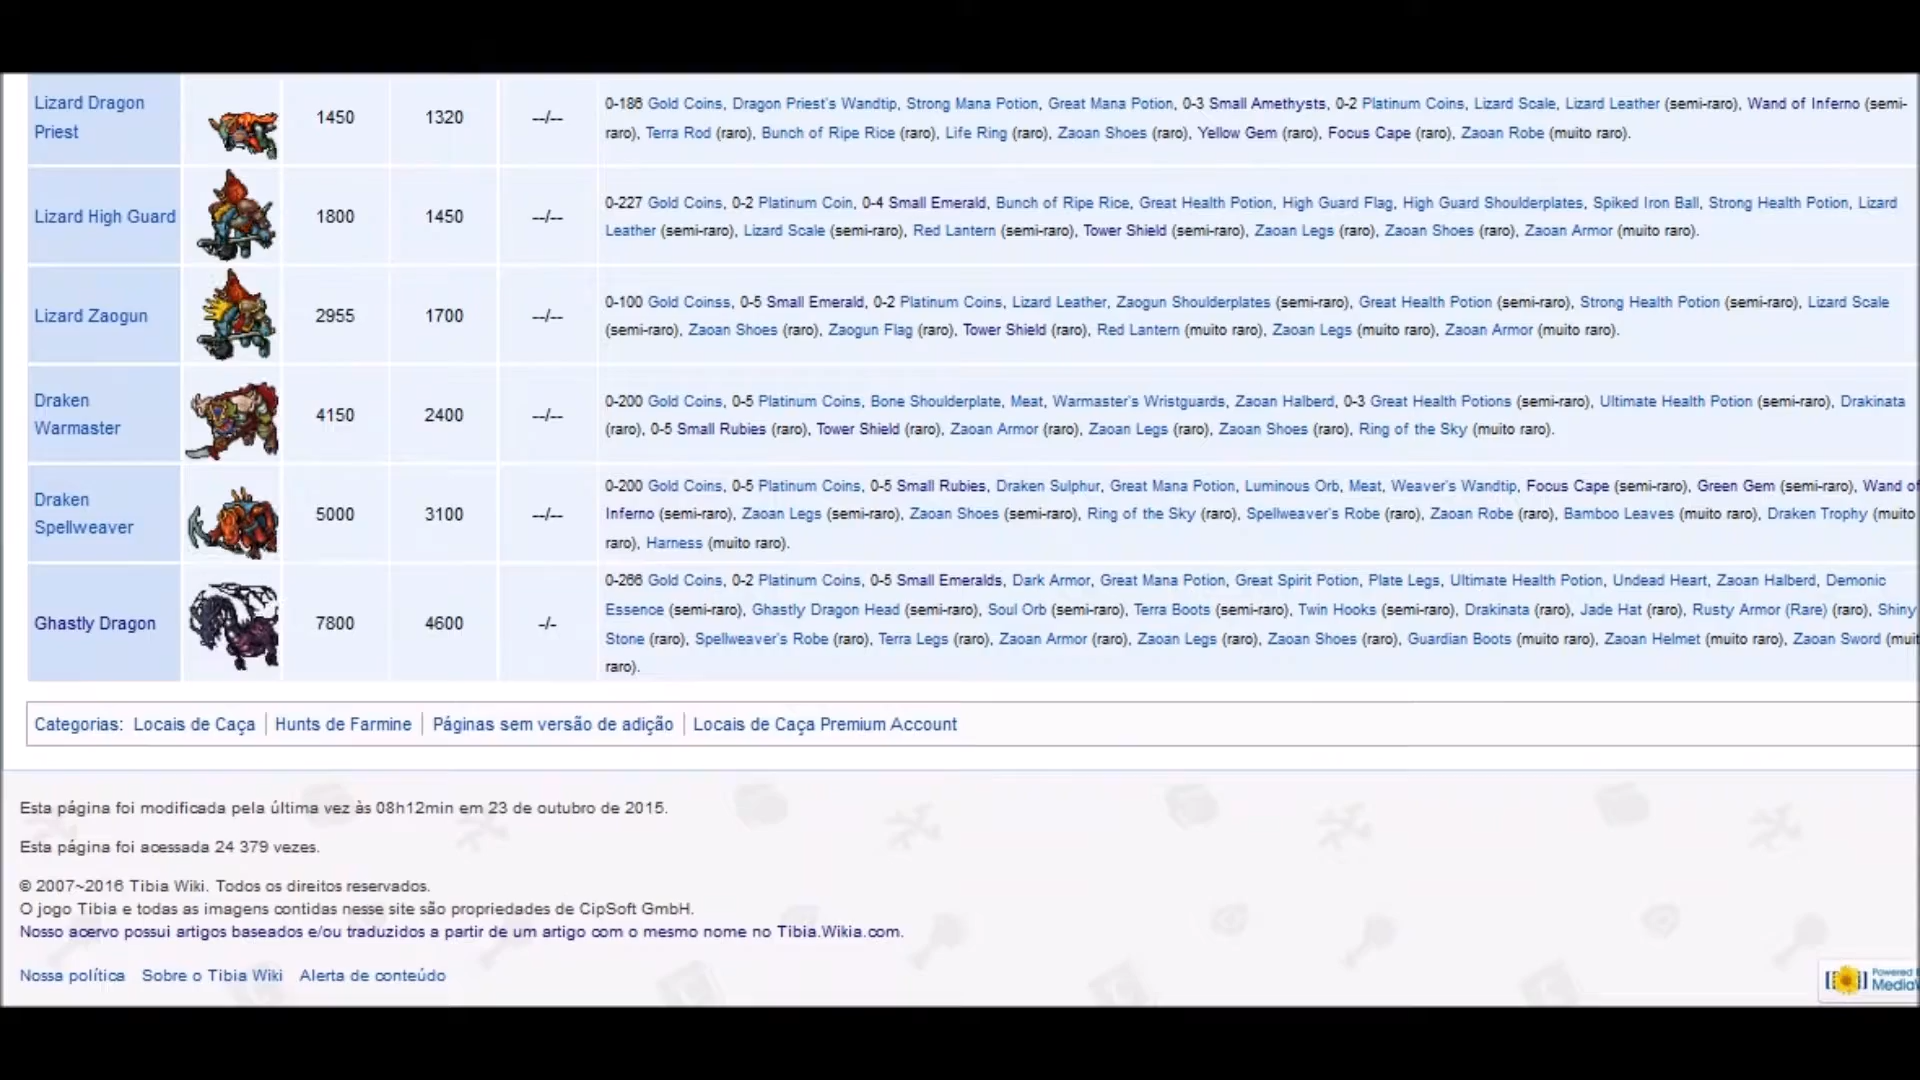 Lizard Dragon
Priest
1450
1320
--/--
0-186 Gold Coins, Dragon Priest's Wandtip, Strong Mana Potion, Great Mana Potion, 0-3 Small Amethysts, 0-2 Platinum Coins, Lizard Scale, Lizard Leather (semi-raro), Wand of Inferno (semi-
raro), Terra Rod (raro), Bunch of Ripe Rice (raro), Life Ring (raro), Zaoan Shoes (raro), Yellow Gem (raro), Focus Cape (raro), Zaoan Robe (muito raro).
Lizard High Guard
1800
1450
--/--
0-227 Gold Coins, 0-2 Platinum Coin, 0-4 Small Emerald, Bunch of Ripe Rice, Great Health Potion, High Guard Flag, High Guard Shoulderplates, Spiked Iron Ball, Strong Health Potion, Lizard
Leather (semi-raro), Lizard Scale (semi-raro), Red Lantern (semi-raro), Tower Shield (semi-raro), Zaoan Legs (raro), Zaoan Shoes (raro), Zaoan Armor (muito raro).
Lizard Zaogun
2955
1700
--/--
0-100 Gold Coinss, 0-5 Small Emerald, 0-2 Platinum Coins, Lizard Leather, Zaogun Shoulderplates (semi-raro), Great Health Potion (semi-raro), Strong Health Potion (semi-raro), Lizard Scale
(semi-raro), Zaoan Shoes (raro), Zaogun Flag (raro), Tower Shield (raro), Red Lantern (muito raro), Zaoan Legs (muito raro), Zaoan Armor (muito raro).
Draken
Warmaster
4150
2400
--/--
0-200 Gold Coins, 0-5 Platinum Coins, Bone Shoulderplate, Meat, Warmaster's Wristguards, Zaoan Halberd, 0-3 Great Health Potions (semi-raro), Ultimate Health Potion (semi-raro), Drakinata
(raro), 0-5 Small Rubies (raro), Tower Shield (raro), Zaoan Armor (raro), Zaoan Legs (raro), Zaoan Shoes (raro), Ring of the Sky (muito raro).
Draken
Spellweaver
5000
3100
--/--
0-200 Gold Coins, 0-5 Platinum Coins, 0-5 Small Rubies, Draken Sulphur, Great Mana Potion, Luminous Orb, Meat, Weaver's Wandtip, Focus Cape (semi-raro), Green Gem (semi-raro), Wand of
Inferno (semi-raro), Zaoan Legs (semi-raro), Zaoan Shoes (semi-raro), Ring of the Sky (raro), Spellweaver's Robe (raro), Zaoan Robe (raro), Bamboo Leaves (muito raro), Draken Trophy (muito
raro), Harness (muito raro).
Ghastly Dragon
7800
4600
-/-
0-266 Gold Coins, 0-2 Platinum Coins, 0-5 Small Emeralds, Dark Armor, Great Mana Potion, Great Spirit Potion, Plate Legs, Ultimate Health Potion, Undead Heart, Zaoan Halberd, Demonic
Essence (semi-raro), Ghastly Dragon Head (semi-raro), Soul Orb (semi-raro), Terra Boots (semi-raro), Twin Hooks (semi-raro), Drakinata (raro), Jade Hat (raro), Rusty Armor (Rare) (raro), Shiny
Stone (raro), Spellweaver's Robe (raro), Terra Legs (raro), Zaoan Armor (raro), Zaoan Legs (raro), Zaoan Shoes (raro), Guardian Boots (muito raro), Zaoan Helmet (muito raro), Zaoan Sword (muit
raro).
Categorias: Locais de Caça | Hunts de Farmine | Páginas sem versão de adição | Locais de Caça Premium Account
Esta página foi modificada pela última vez às 08h12min em 23 de outubro de 2015.
Esta página foi acessada 24 379 vezes.
© 2007~2016 Tibia Wiki. Todos os direitos reservados.
O jogo Tibia e todas as imagens contidas nesse site são propriedades de CipSoft GmbH.
Nosso acervo possui artigos baseados e/ou traduzidos a partir de um artigo com o mesmo nome no Tibia.Wikia.com.
Nossa política Sobre o Tibia Wiki Alerta de conteúdo
Powered
Media